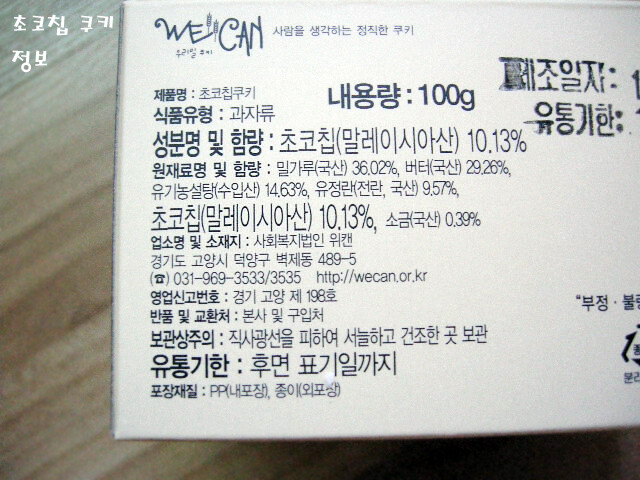 초코칩 쿠키
정보
WE CAN
우리밀 쿠키
사람을 생각하는 정직한 쿠키
제품명 : 초코칩쿠키
내용량 : 100g
제조일자:
유통기한:
식품유형 : 과자류
성분명 및 함량 : 초코칩(말레이시아산) 10.13%
원재료명 및 함량 : 밀가루(국산) 36.02%, 버터(국산) 29.26%,
유기농설탕(수입산) 14.63%, 유정란(전란, 국산) 9.57%,
초코칩(말레이시아산) 10.13%, 소금(국산) 0.39%
업소명 및 소재지 : 사회복지법인 위캔
경기도 고양시 덕양구 벽제동 489-5
(☎) 031-969-3533/3535 http://wecan.or.kr
영업신고번호 : 경기 고양 제 198호
반품 및 교환처 : 본사 및 구입처
보관상주의 : 직사광선을 피하여 서늘하고 건조한 곳 보관
유통기한 : 후면 표기일까지
포장재질 : PP(내포장), 종이(외포장)
"부정 · 불량
분리